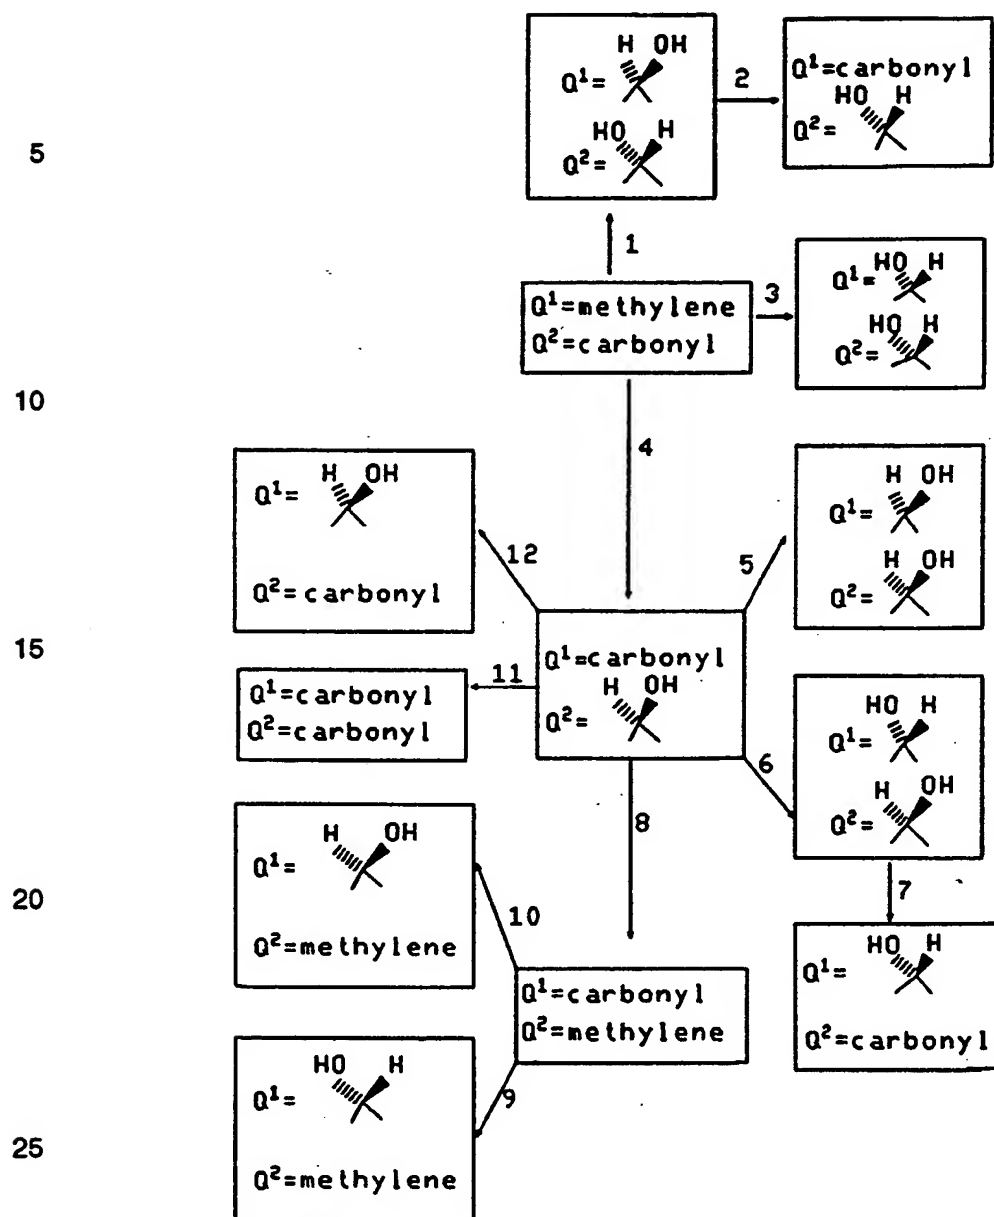 H OH
Q¹=
HO H
Q²=
2
Q¹=carbonyl
HO H
Q²=
5
1
Q¹=methylene
Q²=carbonyl
3
HO H
Q¹=
HO H
Q²=
10
4
H OH
Q¹=
Q²=carbonyl
12
5
H OH
Q¹=
H OH
Q²=
15
Q¹=carbonyl
H OH
Q²=
11
Q¹=carbonyl
Q²=carbonyl
6
HO H
Q¹=
H OH
Q²=
8
H OH
Q¹=
Q²=methylene
20
7
10
HO H
Q¹=
Q²=carbonyl
Q¹=carbonyl
Q²=methylene
9
HO H
Q¹=
Q²=methylene
25